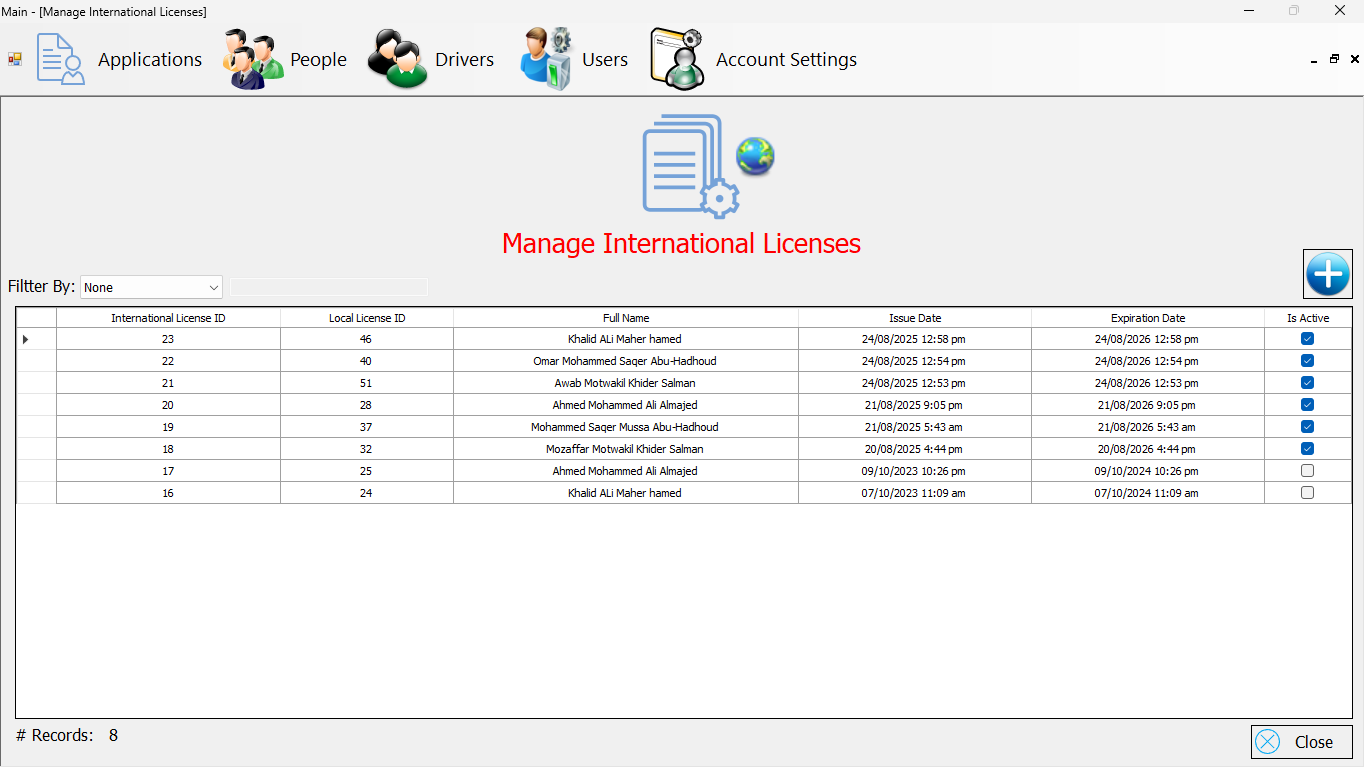 Main - [Manage International Licenses]
Applications People Drivers Users Account Settings
Manage International Licenses
Filtter By: None
International License ID Local License ID Full Name Issue Date Expiration Date Is Active
23 46 Khalid ALi Maher hamed 24/08/2025 12:58 pm 24/08/2026 12:58 pm
22 40 Omar Mohammed Saqer Abu-Hadhoud 24/08/2025 12:54 pm 24/08/2026 12:54 pm
21 51 Awab Motwakil Khider Salman 24/08/2025 12:53 pm 24/08/2026 12:53 pm
20 28 Ahmed Mohammed Ali Almajed 21/08/2025 9:05 pm 21/08/2026 9:05 pm
19 37 Mohammed Saqer Mussa Abu-Hadhoud 21/08/2025 5:43 am 21/08/2026 5:43 am
18 32 Mozaffar Motwakil Khider Salman 20/08/2025 4:44 pm 20/08/2026 4:44 pm
17 25 Ahmed Mohammed Ali Almajed 09/10/2023 10:26 pm 09/10/2024 10:26 pm
16 24 Khalid ALi Maher hamed 07/10/2023 11:09 am 07/10/2024 11:09 am
# Records: 8
Close